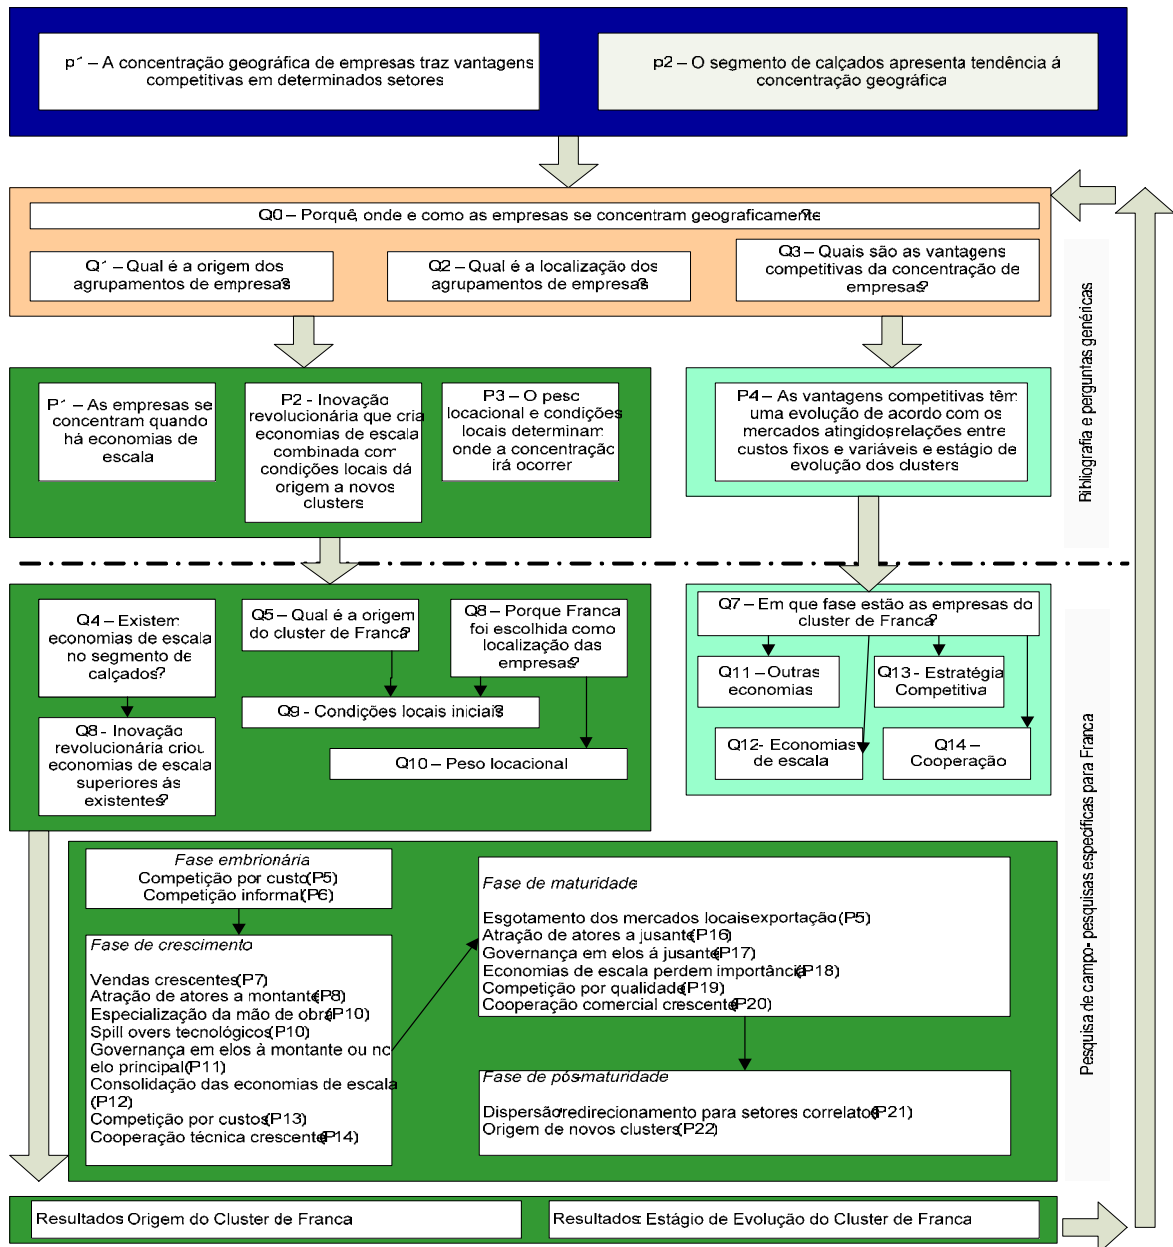 p1 – A concentração geográfica de empresas traz vantagens
competitivas em determinados setores
p2 – O segmento de calçados apresenta tendência á
concentração geográfica
Q0 – Porquê, onde e como as empresas se concentram geograficamente?
Q1 – Qual é a origem dos
agrupamentos de empresas?
Q2 – Qual é a localização dos
agrupamentos de empresas?
Q3 – Quais são as vantagens
competitivas da concentração de
empresas?
Bibliografia e perguntas genéricas
P1 – As empresas se
concentram quando
há economias de
escala
P2 - Inovação
revolucionária que cria
economias de escala
combinada com
condições locais dá
origem a novos
clusters
P3 – O peso
locacional e condições
locais determinam
onde a concentração
irá ocorrer
P4 – As vantagens competitivas têm
uma evolução de acordo com os
mercados atingidos,relações entre
custos fixos e variáveis e estágio de
evolução dos clusters
Q4 – Existem
economias de escala
no segmento de
calçados?
Q5 – Qual é a origem
do cluster de Franca?
Q8 – Porque Franca
foi escolhida como
localização das
empresas?
Q7 – Em que fase estão as empresas do
cluster de Franca?
Q11 – Outras
economias
Q13 - Estratégia
Competitiva
Q9 - Condições locais iniciais?
Q8 - Inovação
revolucionária criou
economias de escala
superiores ás
existentes?
Q10 – Peso locacional
Q12- Economias
de escala
Q14 –
Cooperação
Pesquisa de campo- pesquisas específicas para Franca
Fase embrionária
Competição por custo(P5)
Competição informal(P6)
Fase de crescimento
Vendas crescentes(P7)
Atração de atores a montante(P8)
Especialização da mão de obra(P10)
Spill overs tecnológicos(P10)
Governança em elos à montante ou no
elo principal(P11)
Consolidação das economias de escala
(P12)
Competição por custos(P13)
Cooperação técnica crescente(P14)
Fase de maturidade
Esgotamento dos mercados locais,exportação(P5)
Atração de atores a jusante(P16)
Governança em elos á jusante(P17)
Economias de escala perdem importância(P18)
Competição por qualidade(P19)
Cooperação comercial crescente(P20)
Fase de pós-maturidade
Dispersão/redirecionamento para setores correlatos(P21)
Origem de novos clusters(P22)
Resultados: Origem do Cluster de Franca
Resultados: Estágio de Evolução do Cluster de Franca